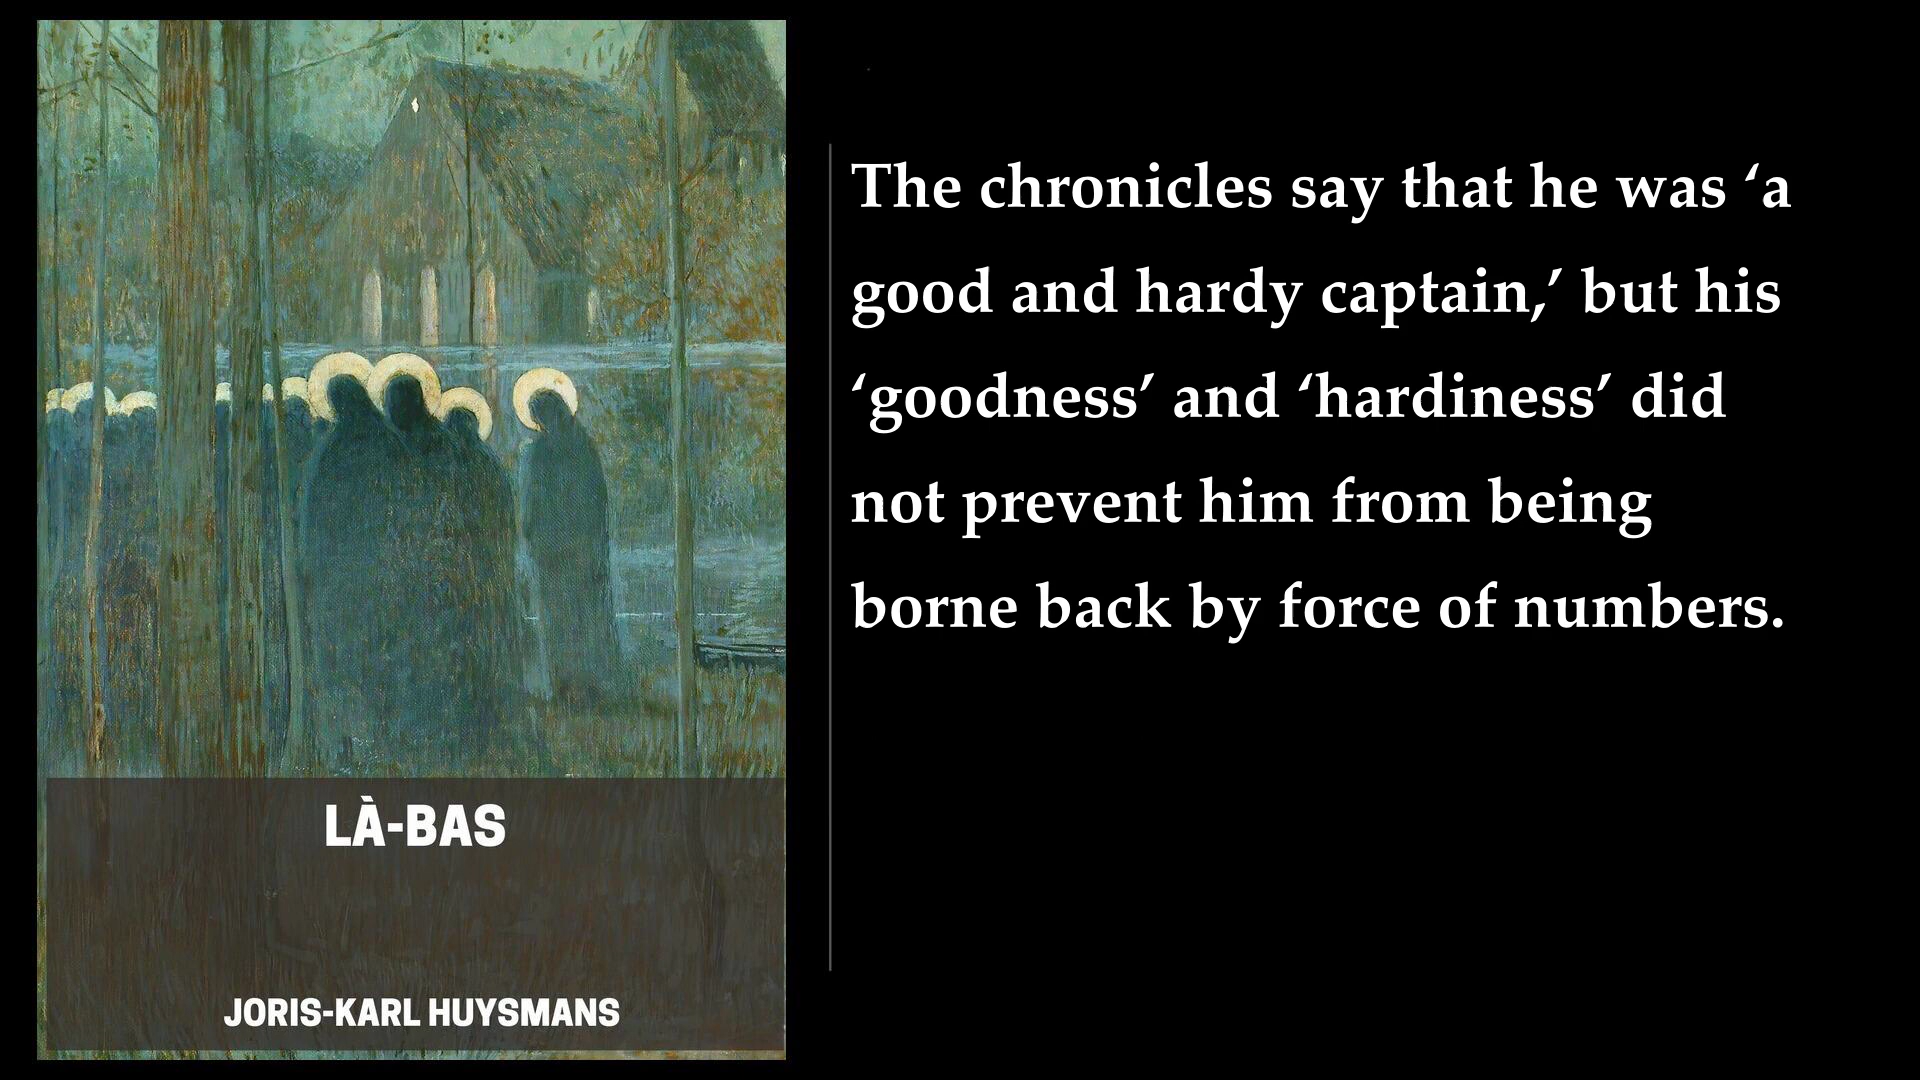 LÀ-BAS
JORIS-KARL HUYSMANS
The chronicles say that he was ‘a
good and hardy captain,’ but his
‘goodness’ and ‘hardiness’ did
not prevent him from being
borne back by force of numbers.